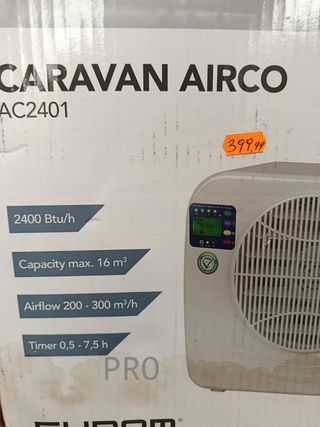 CARAVAN AIRCO
AC2401
399,99
2400 Btu/h
Capacity max. 16 m³
Airflow 200 - 300 m³/h
Timer 0,5 - 7,5 h
PRO
EUROM®